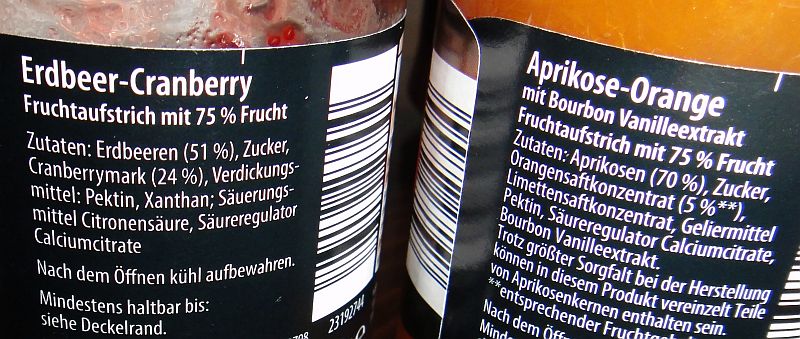 Erdbeer-Cranberry
Fruchtaufstrich mit 75 % Frucht
Zutaten: Erdbeeren (51 %), Zucker,
Cranberrymark (24 %), Verdickungs-
mittel: Pektin, Xanthan; Säuerungs-
mittel Citronensäure, Säureregulator
Calciumcitrate
Nach dem Öffnen kühl aufbewahren.
Mindestens haltbar bis:
siehe Deckelrand.
23192744
Aprikose-Orange
mit Bourbon Vanilleextrakt
Fruchtaufstrich mit 75 % Frucht
Zutaten: Aprikosen (70 %), Zucker,
Orangensaftkonzentrat (5 %**),
Limettensaftkonzentrat, Geliermittel
Pektin, Säureregulator Calciumcitrate,
Bourbon Vanilleextrakt.
Trotz größter Sorgfalt bei der Herstellung
können in diesem Produkt vereinzelt Teile
von Aprikosenkernen enthalten sein.
**entsprechender
Nach dem